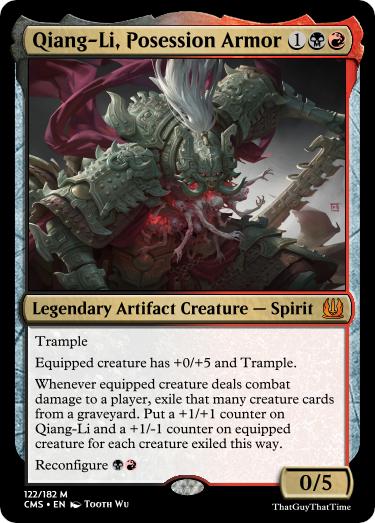 Qiang-Li, Posession Armor 1
Legendary Artifact Creature — Spirit
Trample
Equipped creature has +0/+5 and Trample.
Whenever equipped creature deals combat
damage to a player, exile that many creature cards
from a graveyard. Put a +1/+1 counter on
Qiang-Li and a +1/-1 counter on equipped
creature for each creature exiled this way.
Reconfigure
0/5
122/182 M
CMS • EN Tooth Wu
ThatGuyThatTime